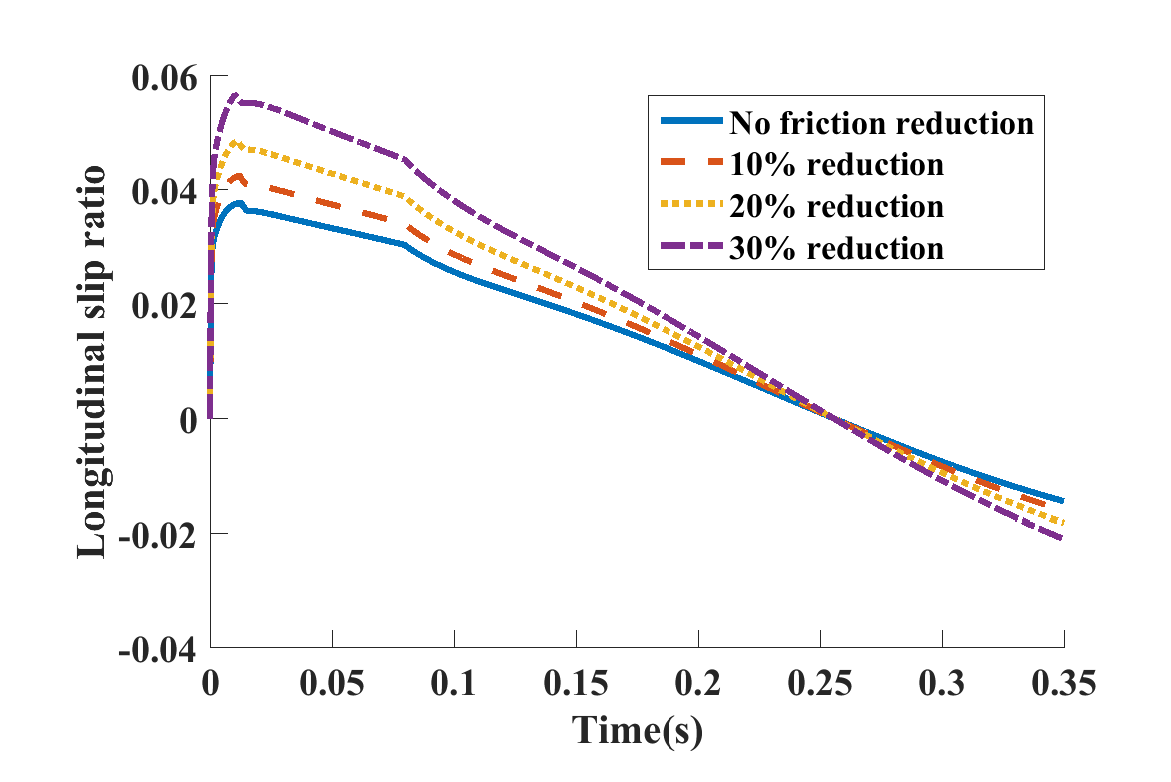 Longitudinal slip ratio
0.06
0.04
0.02
0
-0.02
-0.04
No friction reduction
10% reduction
20% reduction
30% reduction
0 0.05 0.1 0.15 0.2 0.25 0.3 0.35
Time(s)